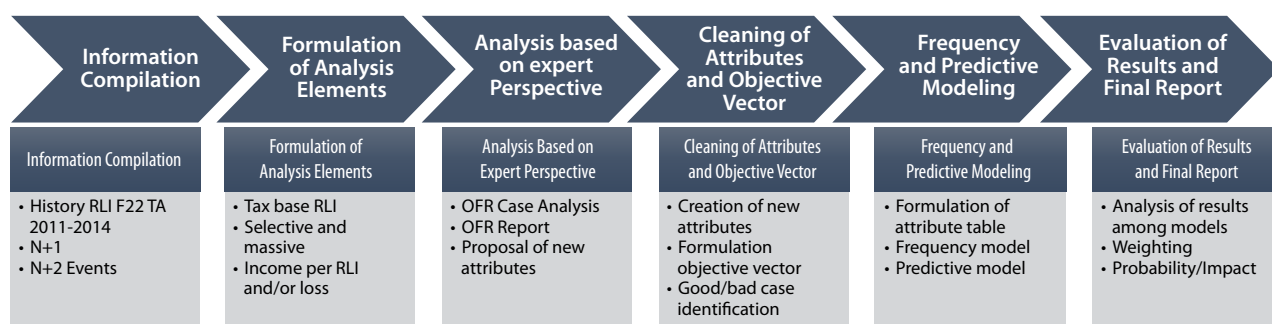 Information
Compilation
Formulation
of Analysis
Elements
Analysis based
on expert
Perspective
Cleaning of
Attributes
and Objective
Vector
Frequency
and Predictive
Modeling
Evaluation of
Results and
Final Report
Information Compilation
• History RLI F22 TA
2011-2014
• N+1
• N+2 Events
Formulation of
Analysis Elements
• Tax base RLI
• Selective and
massive
• Income per RLI
and/or loss
Analysis Based on
Expert Perspective
• OFR Case Analysis
• OFR Report
• Proposal of new
attributes
Cleaning of Attributes
and Objective Vector
• Creation of new
attributes
• Formulation
objective vector
• Good/bad case
identification
Frequency and
Predictive Modeling
• Formulation of
attribute table
• Frequency model
• Predictive model
Evaluation of Results
and Final Report
• Analysis of results
among models
• Weighting
• Probability/Impact